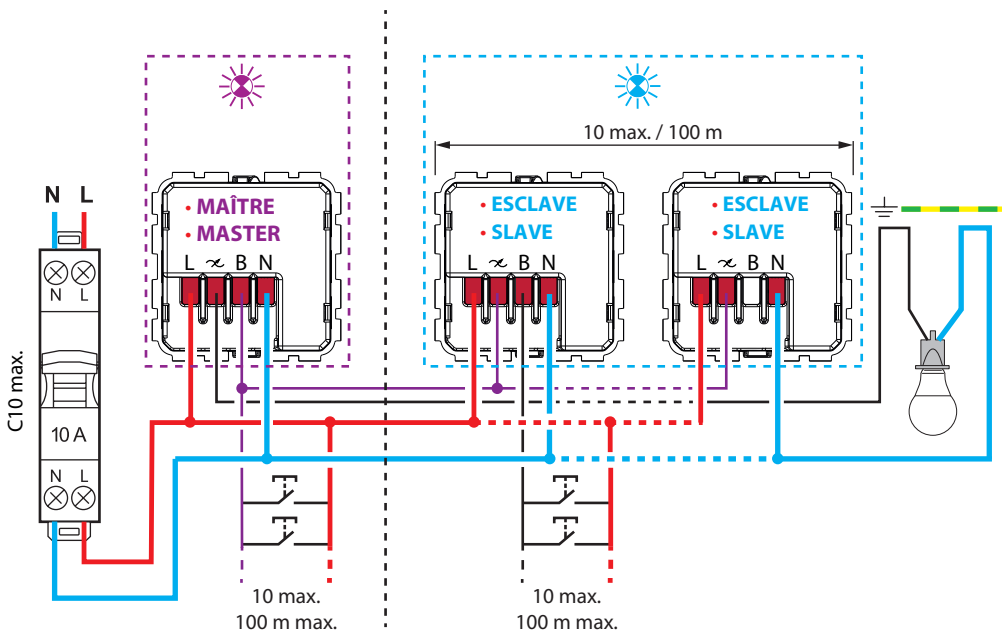 10 max. / 100 m
N L
• MAÎTRE
• MASTER
L B N
• ESCLAVE
• SLAVE
L B N
• ESCLAVE
• SLAVE
L B N
N L
C10 max.
10 A
N L
10 max.
100 m max.
10 max.
100 m max.